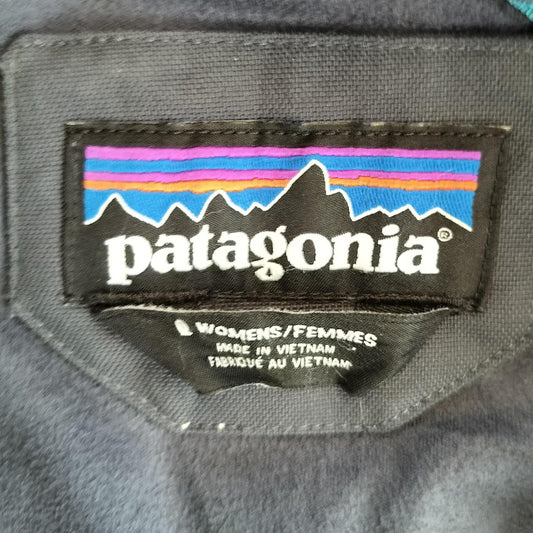 patagonia®
WOMENS/FEMMES
MADE IN VIETNAM
FABRIQUÉ AU VIETNAM